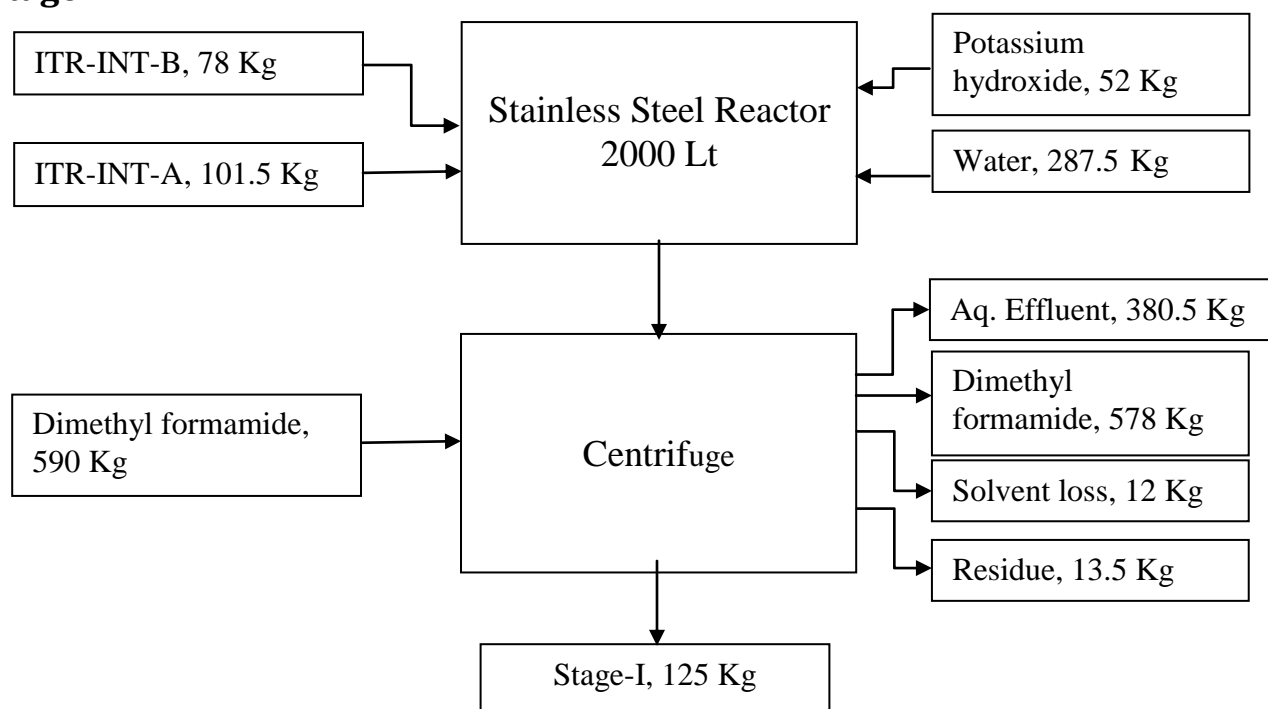 ITR-INT-B, 78 Kg
ITR-INT-A, 101.5 Kg
Stainless Steel Reactor
2000 Lt
Potassium
hydroxide, 52 Kg
Water, 287.5 Kg
Dimethyl formamide,
590 Kg
Centrifuge
Aq. Effluent, 380.5 Kg
Dimethyl
formamide, 578 Kg
Solvent loss, 12 Kg
Residue, 13.5 Kg
Stage-I, 125 Kg